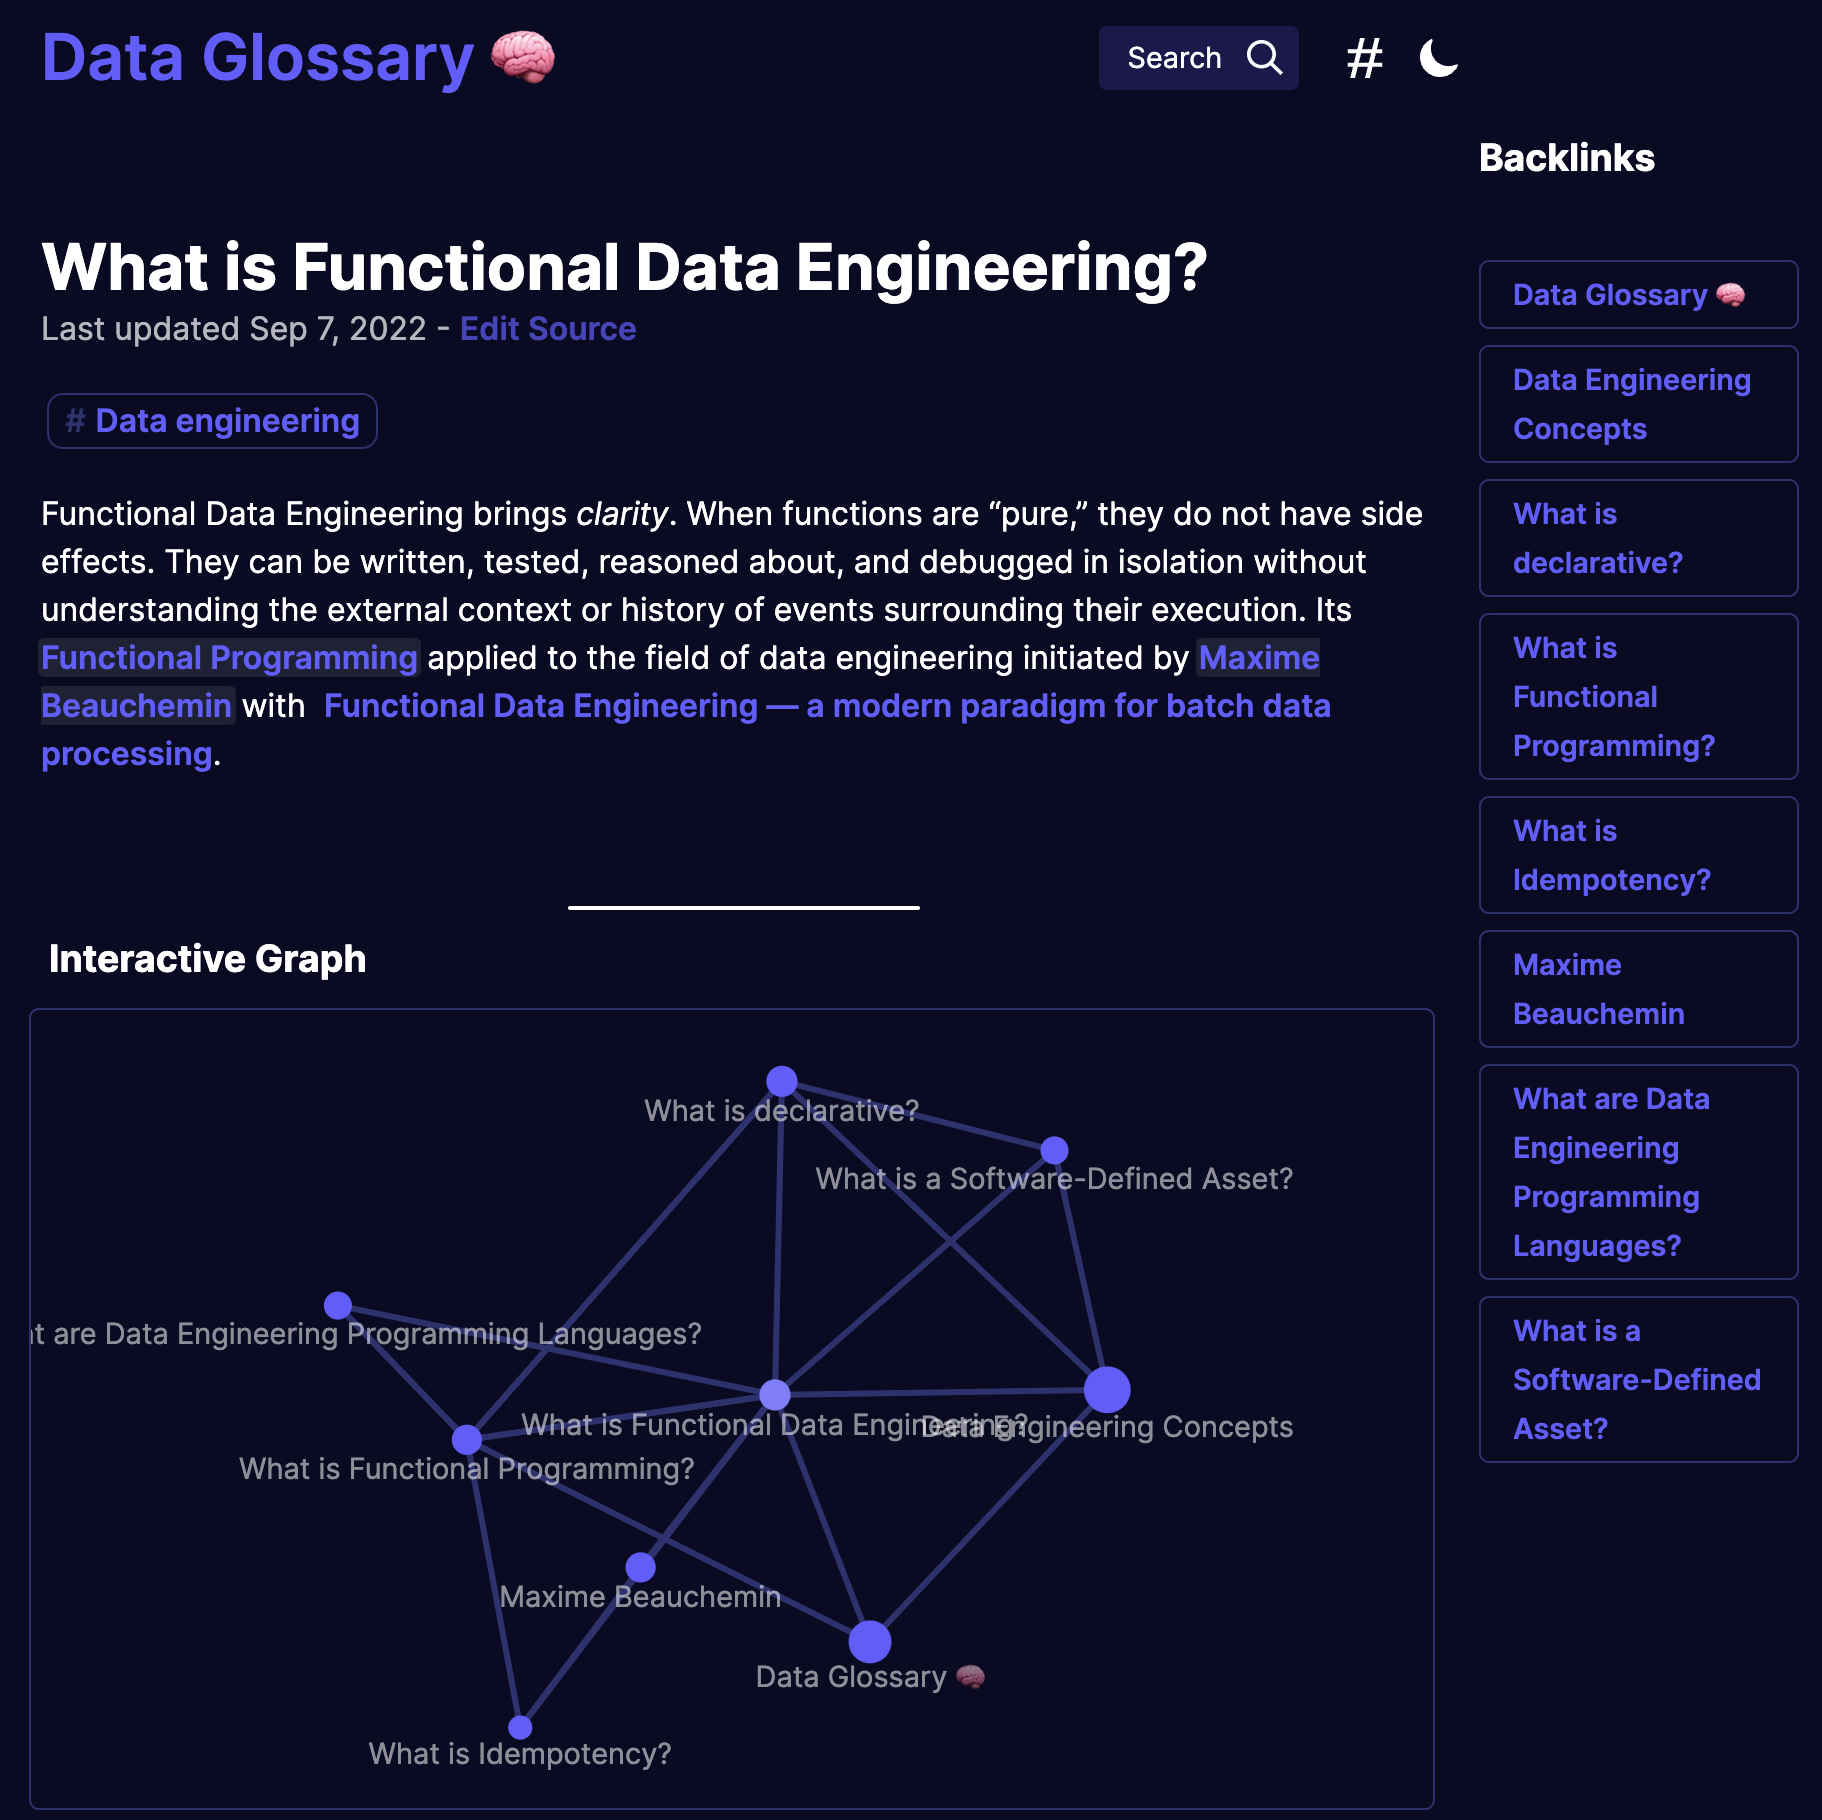 Data Glossary 🧠
Search
#
What is Functional Data Engineering?
Last updated Sep 7, 2022 - Edit Source
# Data engineering
Functional Data Engineering brings clarity. When functions are “pure,” they do not have side
effects. They can be written, tested, reasoned about, and debugged in isolation without
understanding the external context or history of events surrounding their execution. Its
Functional Programming applied to the field of data engineering initiated by Maxime
Beauchemin with Functional Data Engineering — a modern paradigm for batch data
processing.
Interactive Graph
What is declarative?
What is a Software-Defined Asset?
t are Data Engineering Programming Languages?
What is Functional Data Engineering?
Data Engineering Concepts
What is Functional Programming?
Maxime Beauchemin
Data Glossary 🧠
What is Idempotency?
Backlinks
Data Glossary 🧠
Data Engineering
Concepts
What is
declarative?
What is
Functional
Programming?
What is
Idempotency?
Maxime
Beauchemin
What are Data
Engineering
Programming
Languages?
What is a
Software-Defined
Asset?